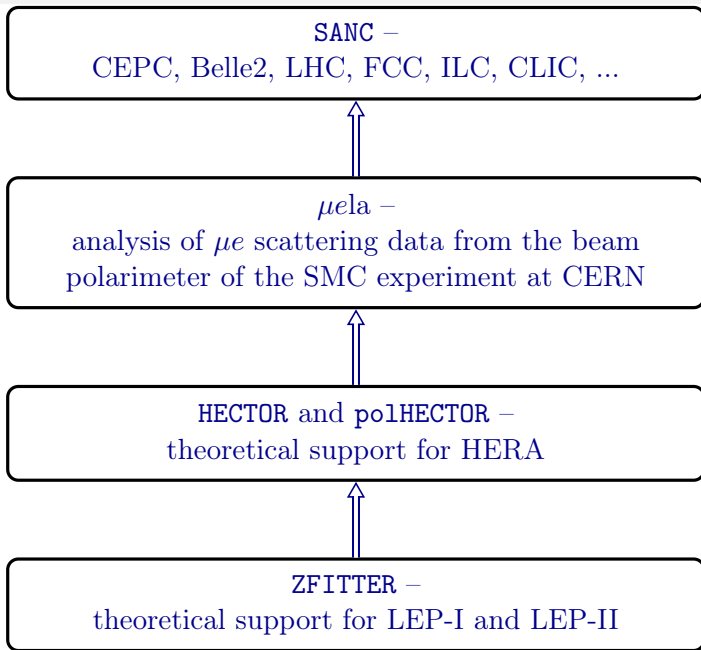 SANC –
CEPC, Belle2, LHC, FCC, ILC, CLIC, ...
μela –
analysis of μe scattering data from the beam
polarimeter of the SMC experiment at CERN
HECTOR and polHECTOR –
theoretical support for HERA
ZFITTER –
theoretical support for LEP-I and LEP-II